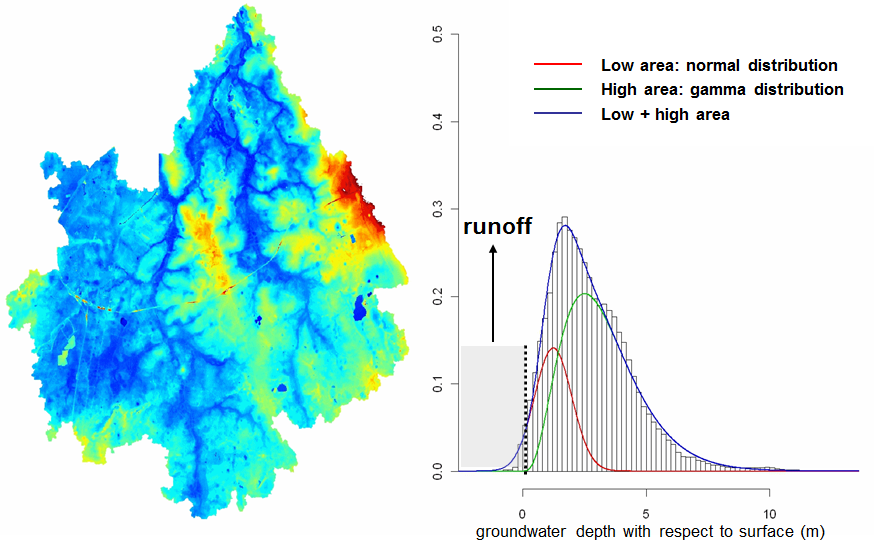 0.5
Low area: normal distribution
High area: gamma distribution
0.4
Low + high area
0.3
runoff
0.2
0.1
0.0
0 5 10
groundwater depth with respect to surface (m)